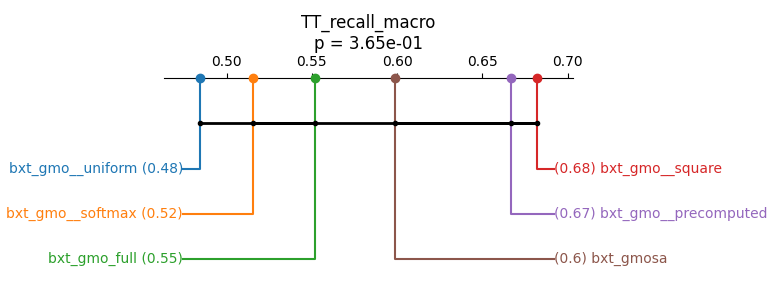 TT_recall_macro
p = 3.65e-01
0.50 0.55 0.60 0.65 0.70
bxt_gmo__uniform (0.48)
(0.68) bxt_gmo__square
bxt_gmo__softmax (0.52)
(0.67) bxt_gmo__precomputed
bxt_gmo_full (0.55)
(0.6) bxt_gmosa